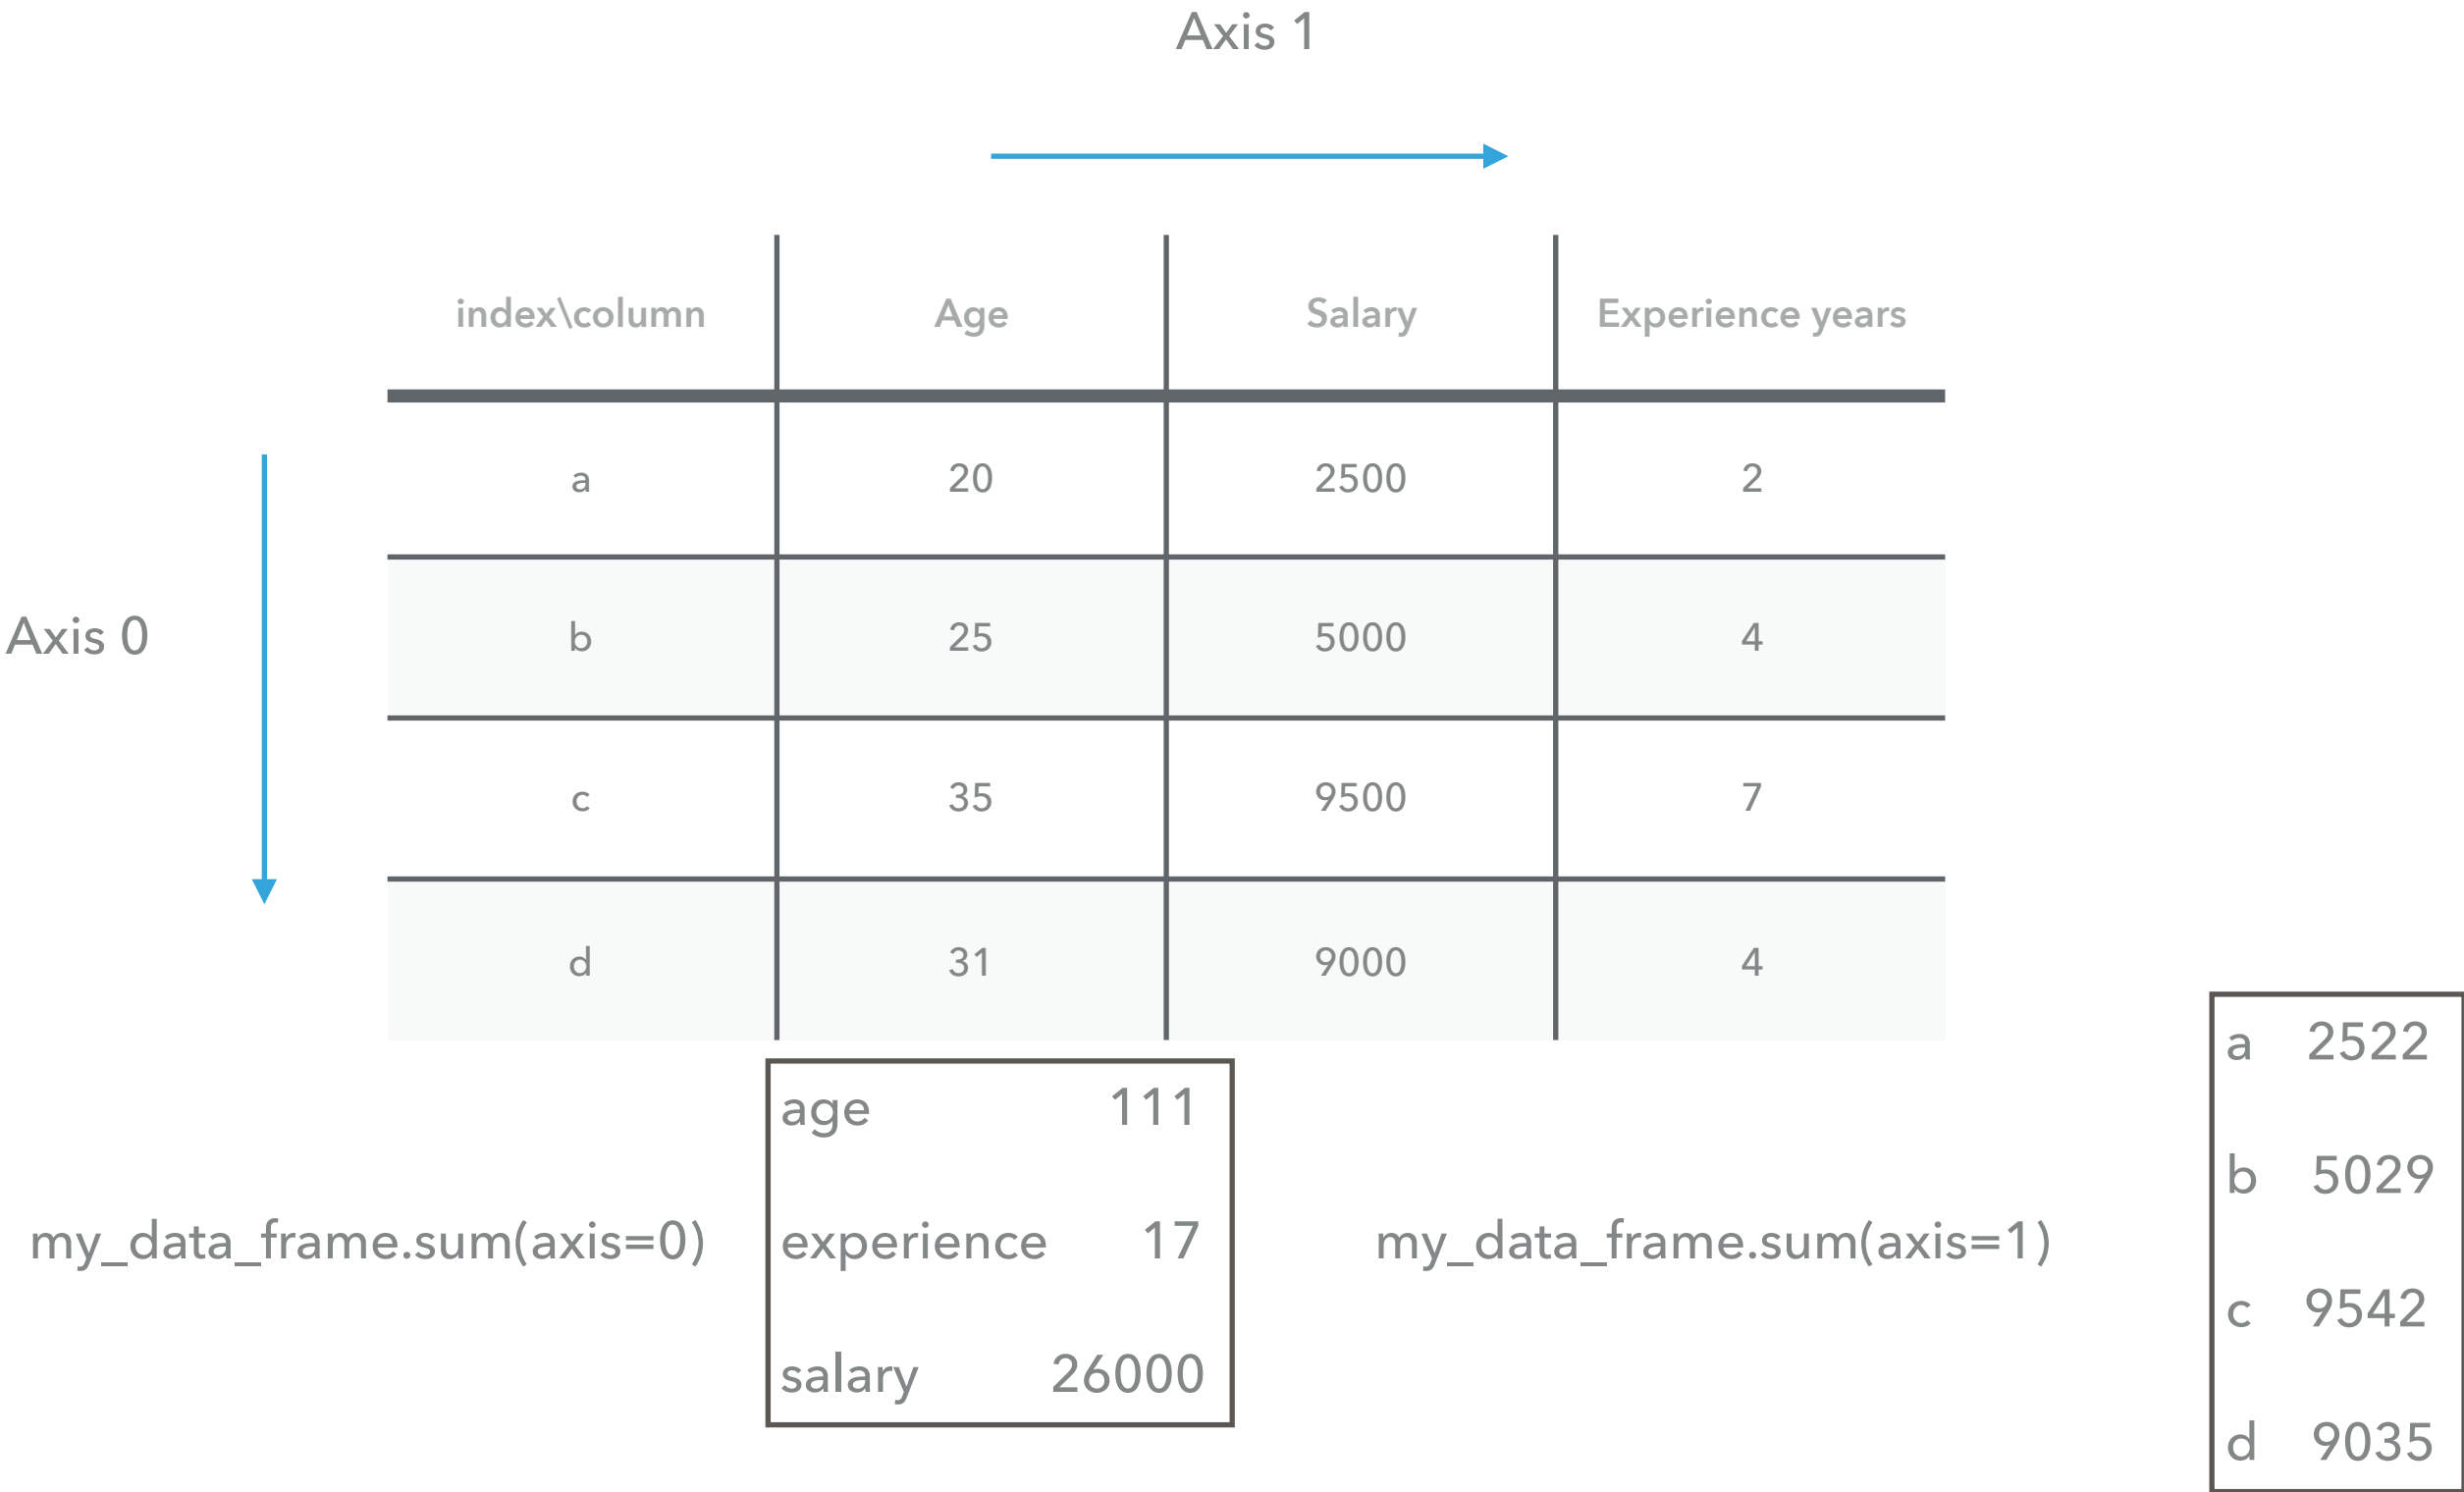 Axis 1
index\column Age Salary Experience years
a 20 2500 2
Axis 0
b 25 5000 4
c 35 9500 7
d 31 9000 4
my_data_frame.sum(axis=0)
age 111
experience 17
salary 26000
my_data_frame.sum(axis=1)
a 2522
b 5029
c 9542
d 9035